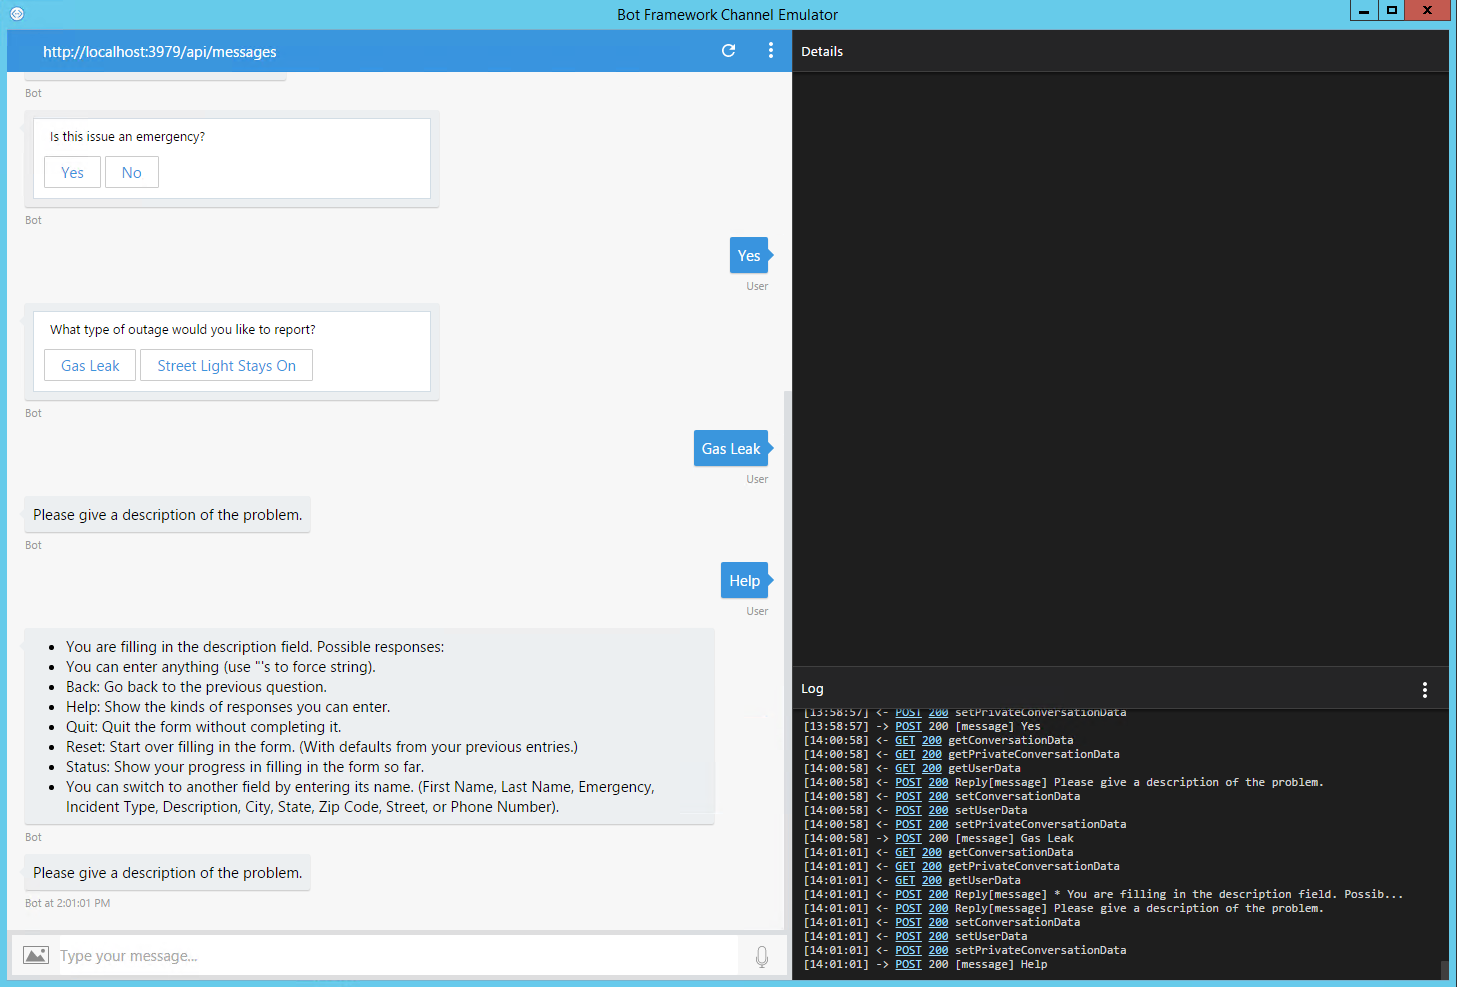 Bot Framework Channel Emulator
X
http://localhost:3979/api/messages
Bot
Is this issue an emergency?
Yes No
Bot
Yes
User
What type of outage would you like to report?
Gas Leak Street Light Stays On
Bot
Gas Leak
User
Please give a description of the problem.
Bot
Help
User
• You are filling in the description field. Possible responses:
• You can enter anything (use "'s to force string).
• Back: Go back to the previous question.
• Help: Show the kinds of responses you can enter.
• Quit: Quit the form without completing it.
• Reset: Start over filling in the form. (With defaults from your previous entries.)
• Status: Show your progress in filling in the form so far.
• You can switch to another field by entering its name. (First Name, Last Name, Emergency,
Incident Type, Description, City, State, Zip Code, Street, or Phone Number).
Bot
Please give a description of the problem.
Bot at 2:01:01 PM
Type your message...
Details
Log
[13:58:57] <- POST 200 setPrivateConversationData
[13:58:57] -> POST 200 [message] Yes
[14:00:58] <- GET 200 getConversationData
[14:00:58] <- GET 200 getPrivateConversationData
[14:00:58] <- GET 200 getUserData
[14:00:58] <- POST 200 Reply[message] Please give a description of the problem.
[14:00:58] <- POST 200 setConversationData
[14:00:58] <- POST 200 setUserData
[14:00:58] <- POST 200 setPrivateConversationData
[14:00:58] -> POST 200 [message] Gas Leak
[14:01:01] <- GET 200 getConversationData
[14:01:01] <- GET 200 getPrivateConversationData
[14:01:01] <- GET 200 getUserData
[14:01:01] <- POST 200 Reply[message] * You are filling in the description field. Possib...
[14:01:01] <- POST 200 Reply[message] Please give a description of the problem.
[14:01:01] <- POST 200 setConversationData
[14:01:01] <- POST 200 setUserData
[14:01:01] <- POST 200 setPrivateConversationData
[14:01:01] -> POST 200 [message] Help